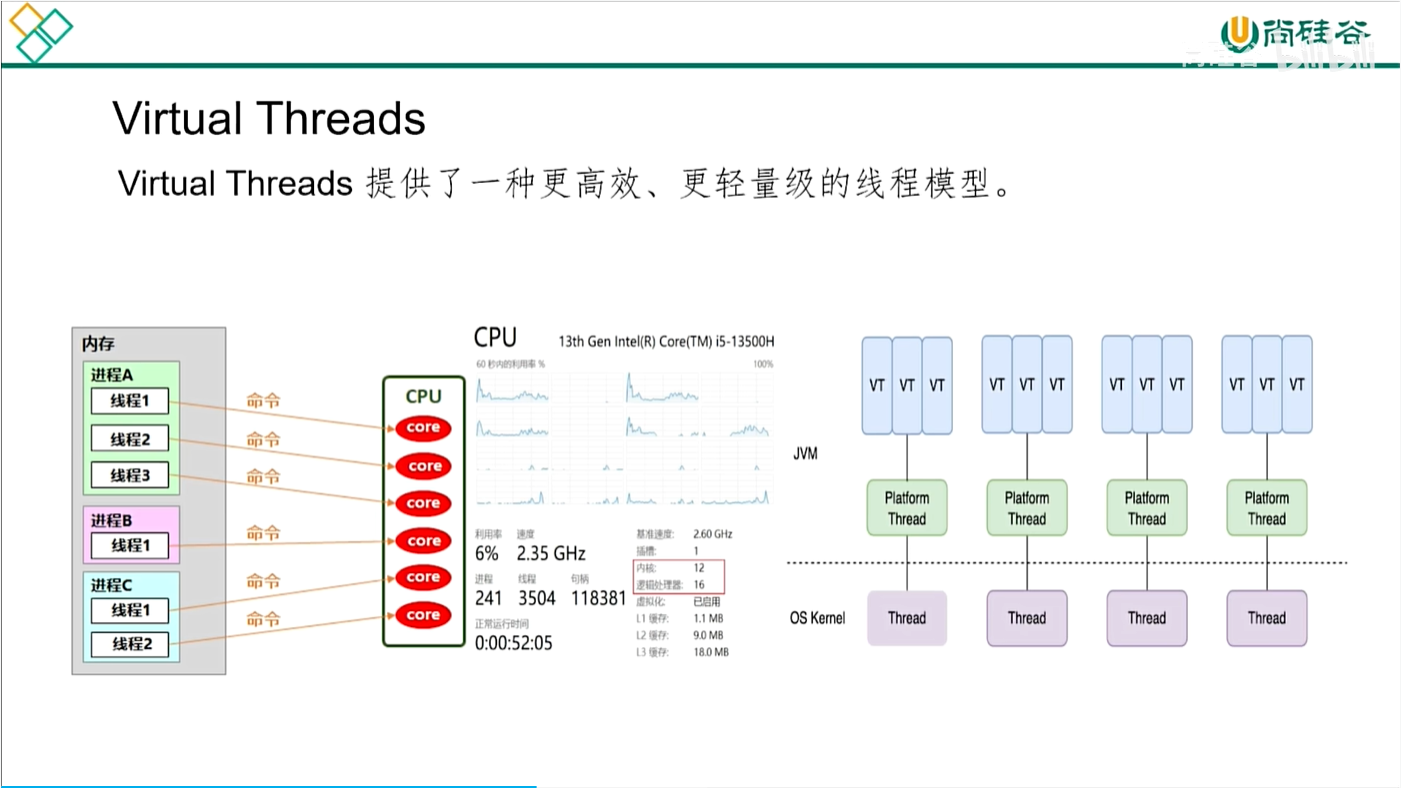 尚硅谷
bilibili
Virtual Threads
Virtual Threads 提供了一种更高效、更轻量级的线程模型。
内存
进程A
线程1
线程2
线程3
进程B
线程1
进程C
线程1
线程2
命令
命令
命令
命令
命令
命令
CPU
core
core
core
core
core
core
CPU 13th Gen Intel(R) Core(TM) i5-13500H
60 秒内的利用率 % 100%
利用率 速度
6% 2.35 GHz
进程 线程 句柄
241 3504 118381
正常运行时间
0:00:52:05
基准速度: 2.60 GHz
插槽: 1
内核: 12
逻辑处理器: 16
虚拟化: 已启用
L1 缓存: 1.1 MB
L2 缓存: 9.0 MB
L3 缓存: 18.0 MB
VT VT VT VT VT VT VT VT VT VT VT VT
JVM
Platform Thread
Platform Thread
Platform Thread
Platform Thread
OS Kernel
Thread Thread Thread Thread